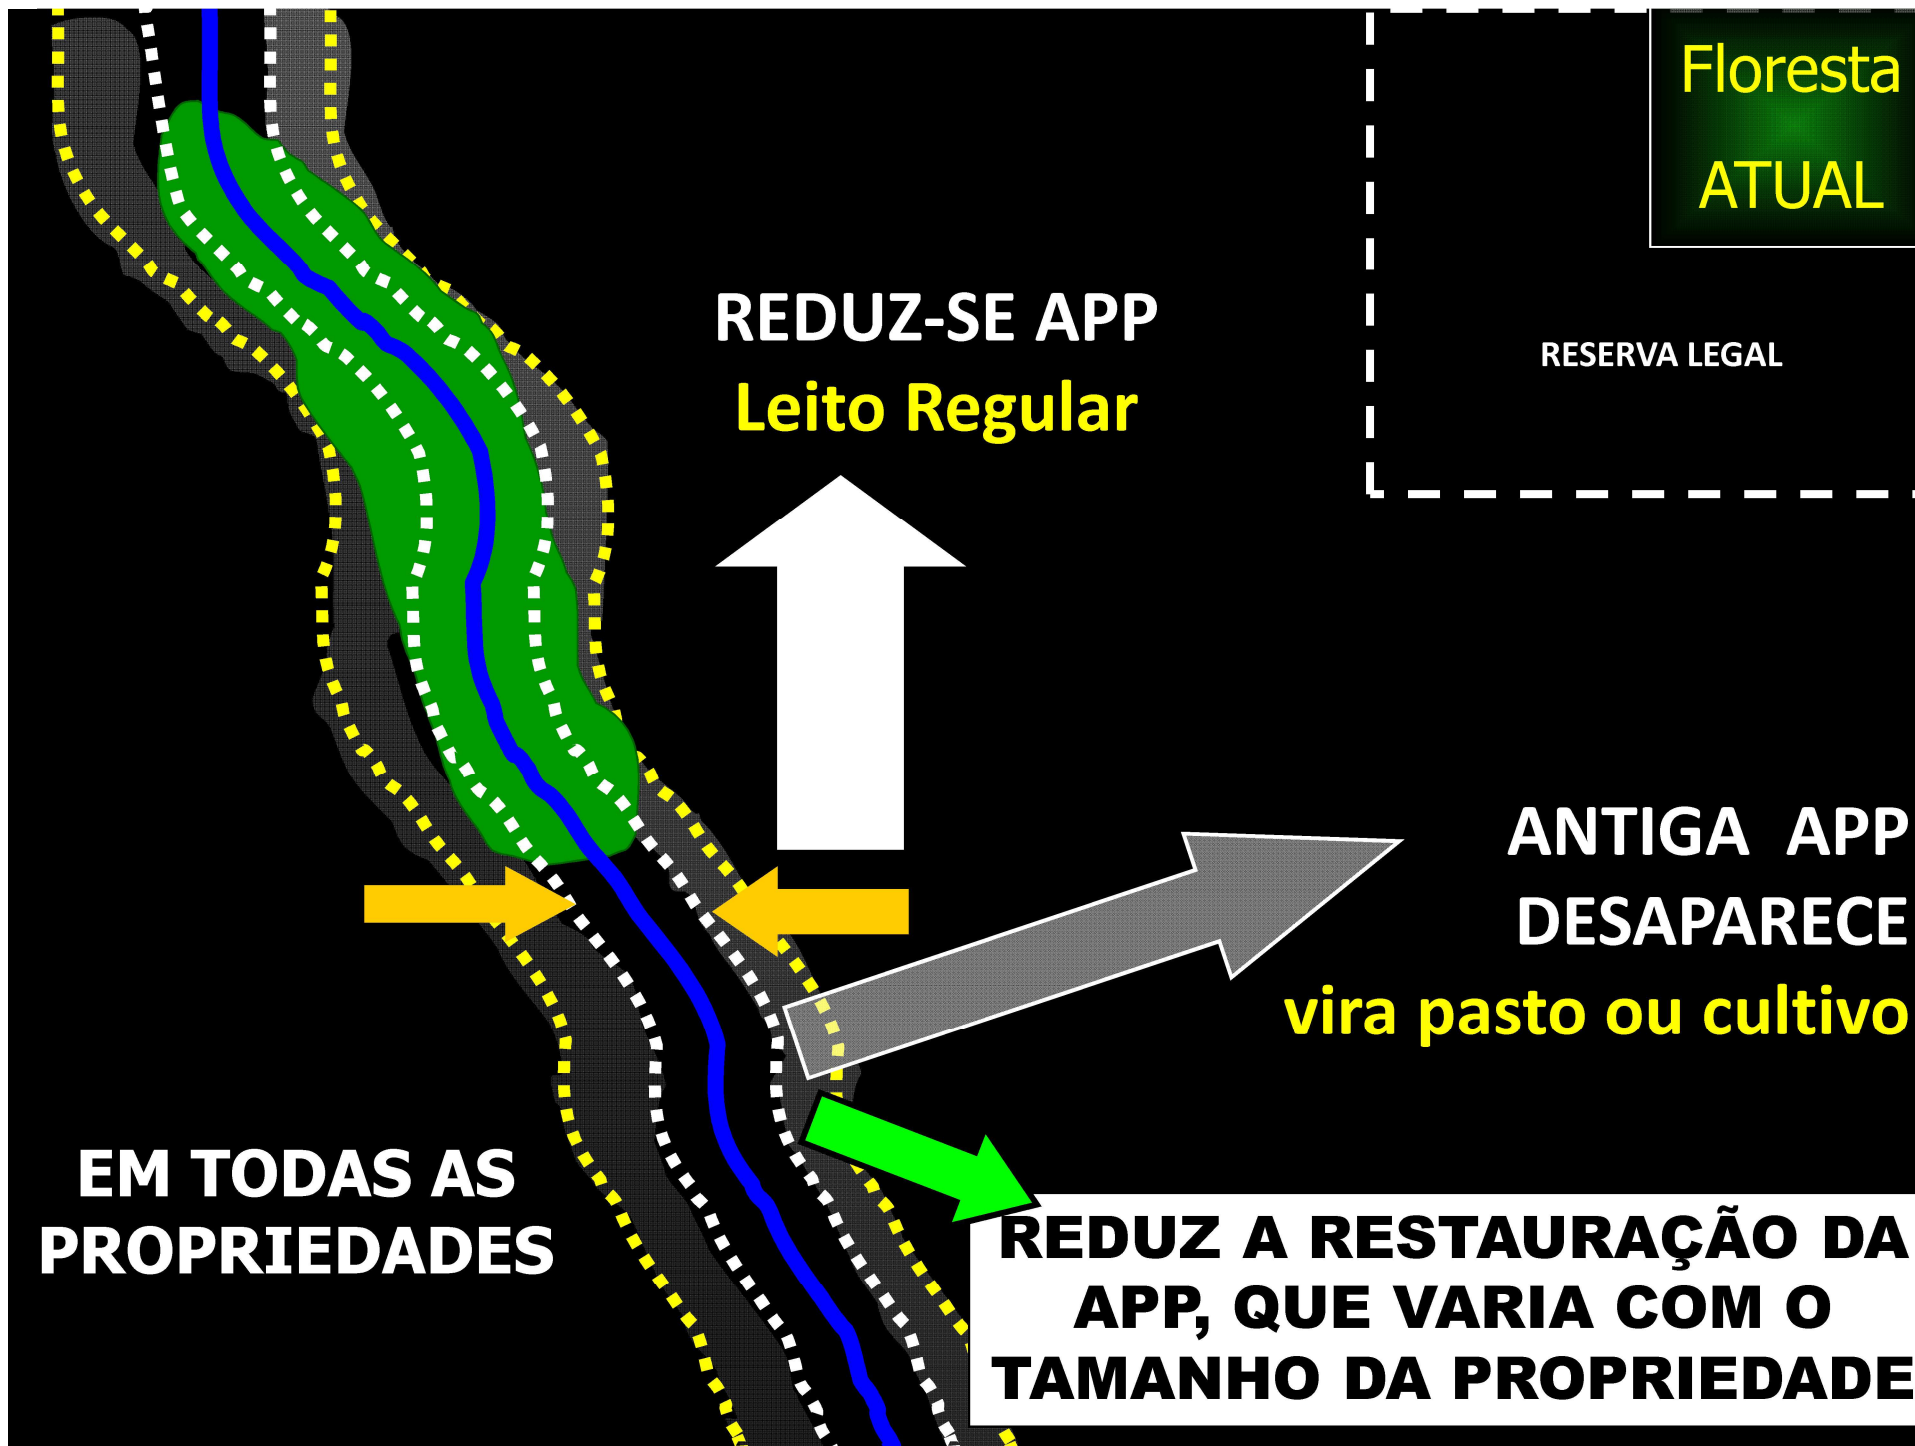 Floresta
ATUAL
REDUZ-SE APP
Leito Regular
RESERVA LEGAL
ANTIGA APP
DESAPARECE
vira pasto ou cultivo
EM TODAS AS
PROPRIEDADES
REDUZ A RESTAURAÇÃO DA
APP, QUE VARIA COM O
TAMANHO DA PROPRIEDADE